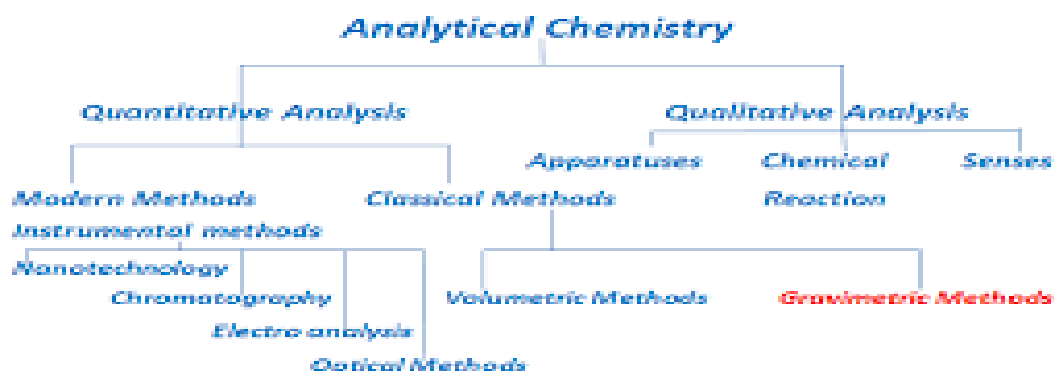 Analytical Chemistry
Quantitative Analysis
Qualitative Analysis
Apparatuses
Chemical
Senses
Modern Methods
Classical Methods
Reaction
Instrumental methods
Nanotechnology
Chromatography
Volumetric Methods
Gravimetric Methods
Electro analysis
Optical Methods